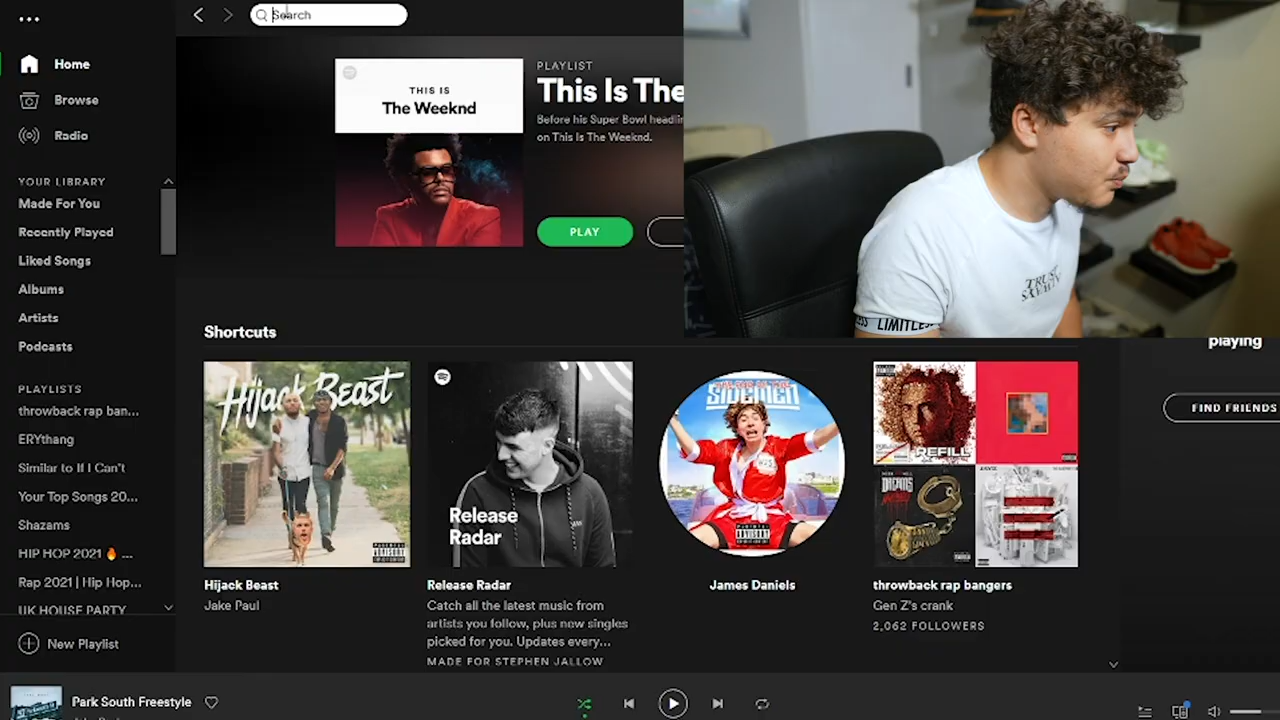 Search
Home
Browse
Radio
YOUR LIBRARY
Made For You
Recently Played
Liked Songs
Albums
Artists
Podcasts
PLAYLISTS
throwback rap ban...
ERYthang
Similar to If I Can't
Your Top Songs 20...
Shazams
HIP HOP 2021 🔥 ...
Rap 2021 | Hip Hop...
UK HOUSE PARTY
New Playlist
THIS IS
The Weeknd
PLAYLIST
This Is The
Before his Super Bowl headlin
on This Is The Weeknd.
PLAY
TRUST
LIMITLESS
playing
FIND FRIENDS
Shortcuts
Hijack Beast
Release
Radar
SIDEMEN
REFILL
DREAMS
Hijack Beast
Jake Paul
Release Radar
Catch all the latest music from
artists you follow, plus new singles
picked for you. Updates every...
MADE FOR STEPHEN JALLOW
James Daniels
throwback rap bangers
Gen Z's crank
2,062 FOLLOWERS
Park South Freestyle